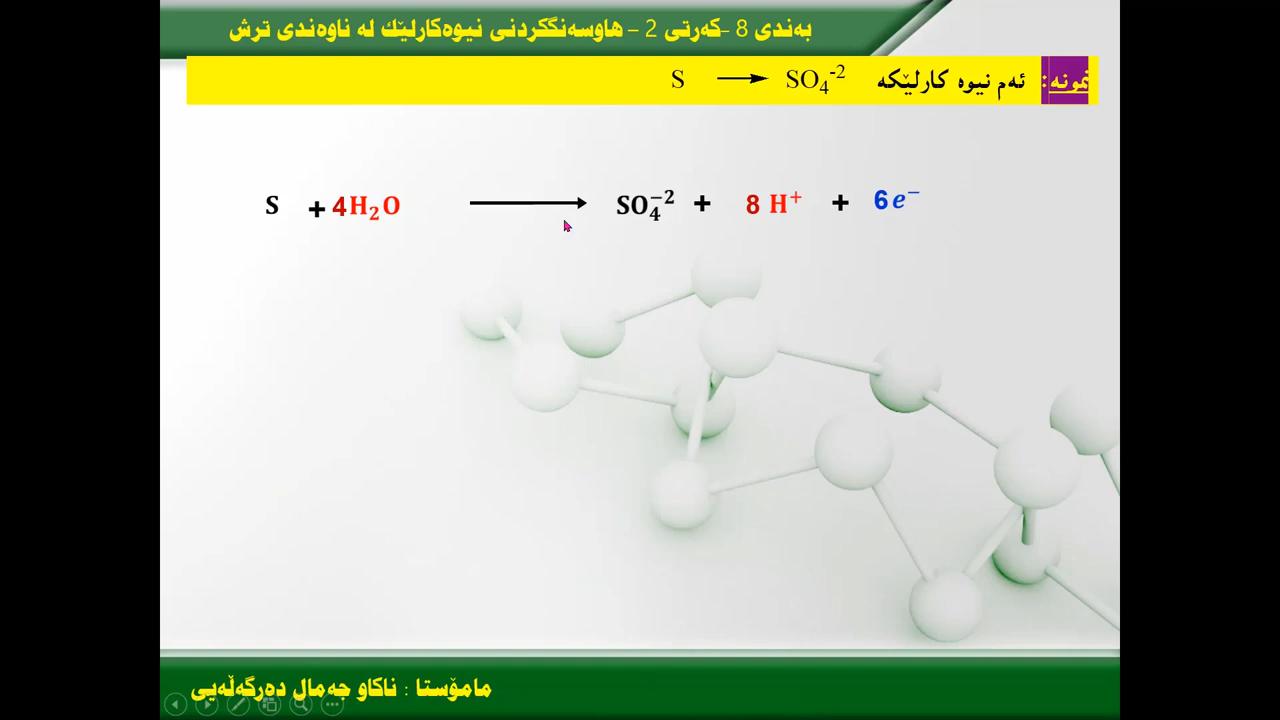 بەندی 8 –کەرتی 2 – هاوسەنگکردنی نیوەکارلێك لە ناوەندی ترش
نمونە: ئەم نیوە کارلێکە S ⟶ SO₄⁻²
S + 4H₂O ⟶ SO₄⁻² + 8 H⁺ + 6e⁻
مامۆستا : ناکاو جەمال دەرگەڵەیی